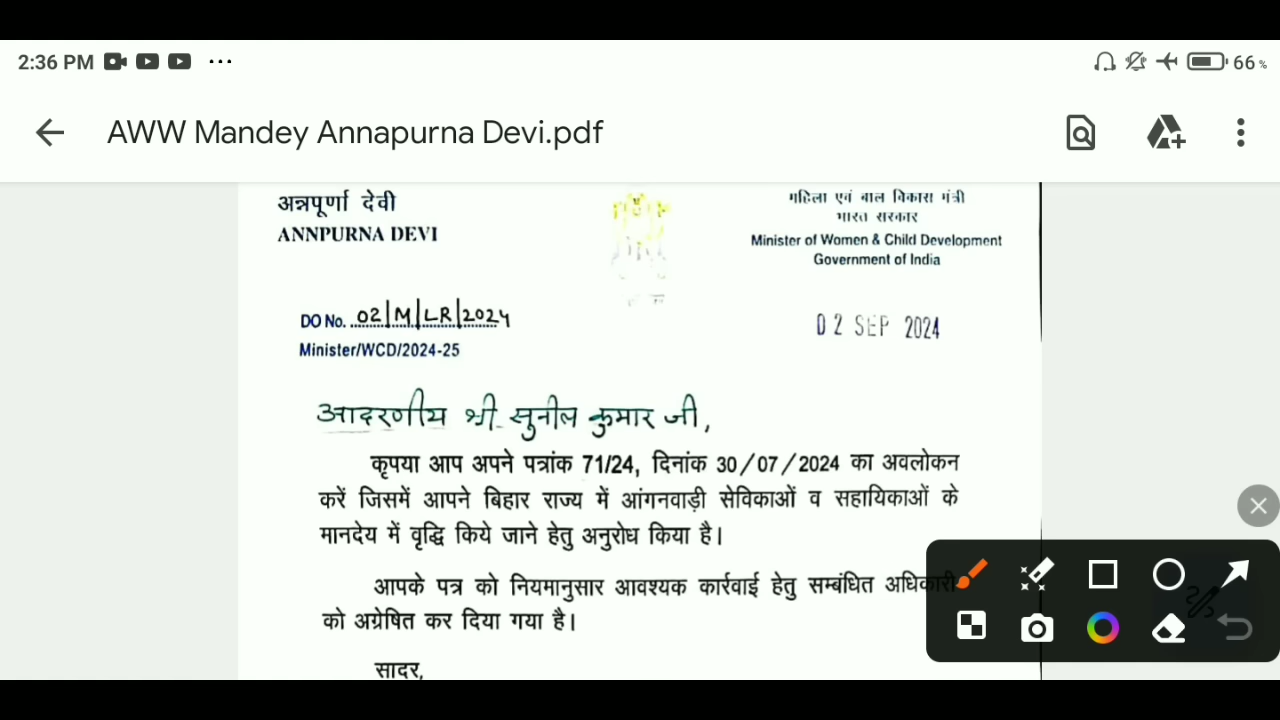 2:36 PM
66%
AWW Mandey Annapurna Devi.pdf
अन्नपूर्णा देवी
ANNPURNA DEVI
महिला एवं बाल विकास मंत्री
भारत सरकार
Minister of Women & Child Development
Government of India
DO No. 02|M|LR|2024
Minister/WCD/2024-25
02 SEP 2024
आदरणीय श्री सुनील कुमार जी,
कृपया आप अपने पत्रांक 71/24, दिनांक 30/07/2024 का अवलोकन
करें जिसमें आपने बिहार राज्य में आंगनवाड़ी सेविकाओं व सहायिकाओं के
मानदेय में वृद्धि किये जाने हेतु अनुरोध किया है।
आपके पत्र को नियमानुसार आवश्यक कार्रवाई हेतु सम्बंधित अधिकारी
को अग्रेषित कर दिया गया है।
सादर,